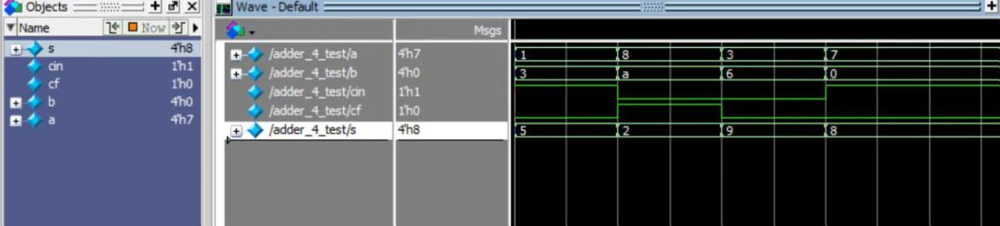 Objects
Wave - Default
Name Now
Msgs
s 4'h8
cin 1'h1
cf 1'h0
b 4'h0
a 4'h7
/adder_4_test/a 4'h7 1 8 3 7
/adder_4_test/b 4'h0 3 a 6 0
/adder_4_test/cin 1'h1
/adder_4_test/cf 1'h0
/adder_4_test/s 4'h8 5 2 9 8